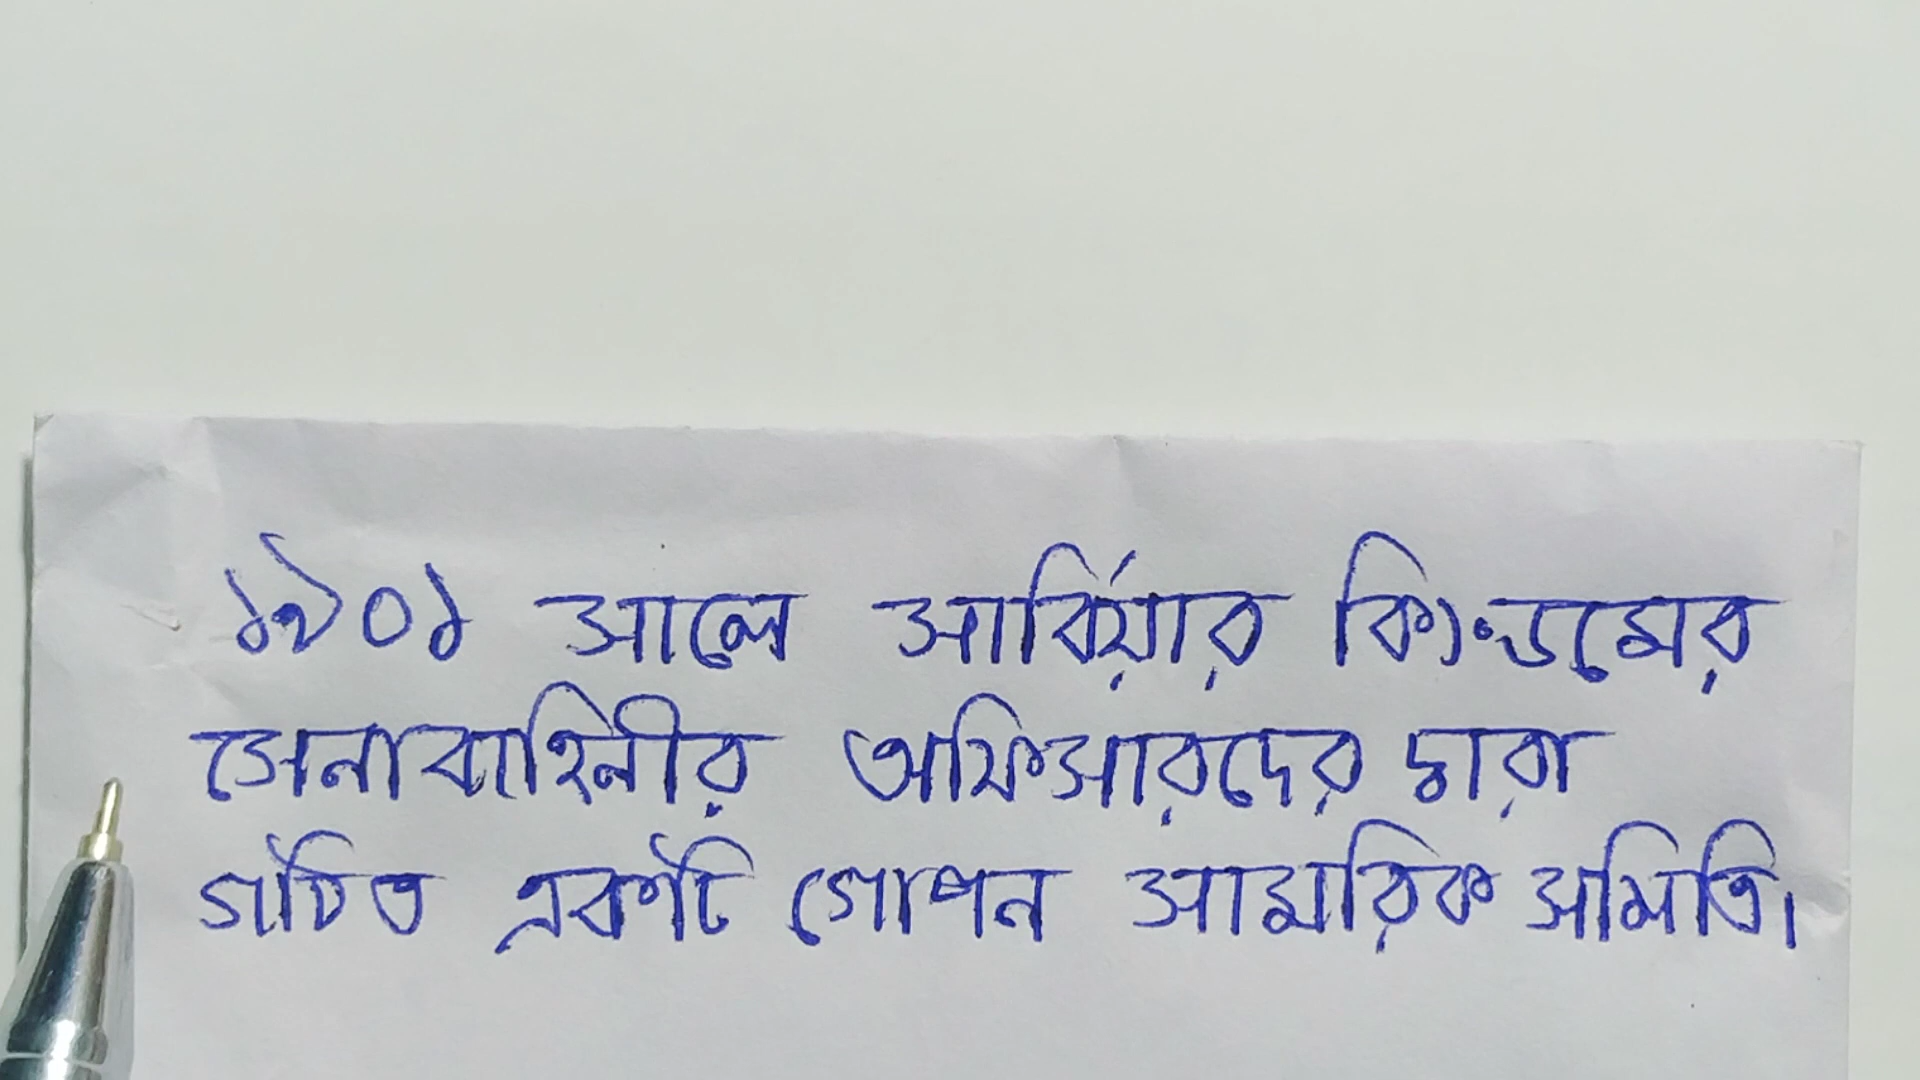 ১৯০১ সালে সার্বিয়ার কিংডমের
সেনাবাহিনীর অফিসারদের দ্বারা
গঠিত একটি গোপন সামরিক সমিতি।